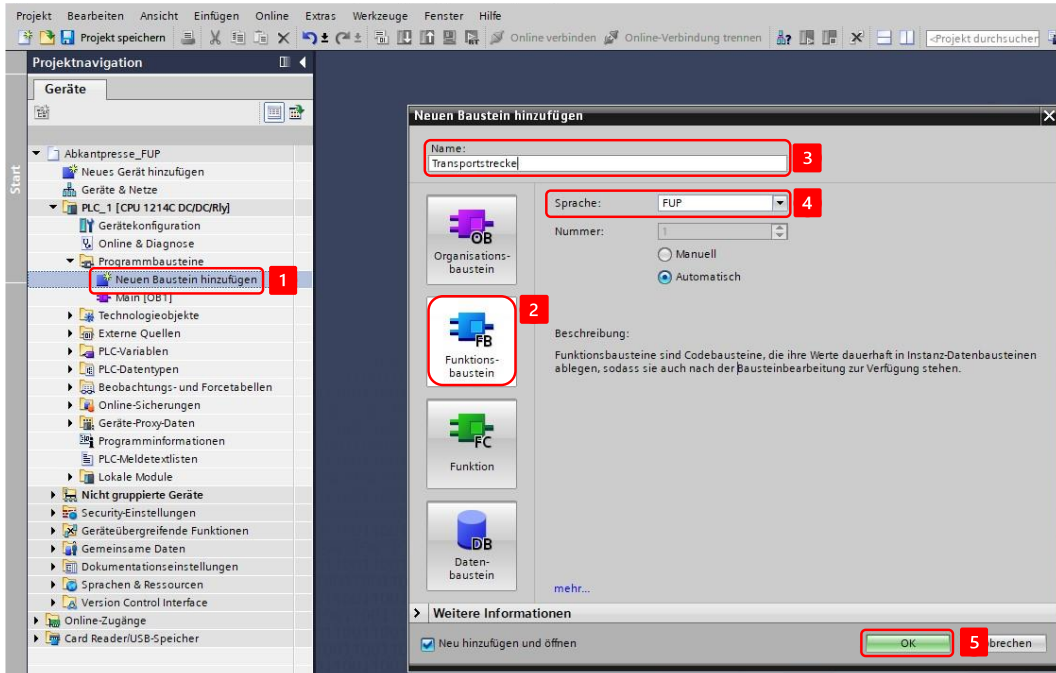 Projekt Bearbeiten Ansicht Einfügen Online Extras Werkzeuge Fenster Hilfe
Projekt speichern Online verbinden Online-Verbindung trennen <Projekt durchsuchen
Projektnavigation
Geräte
Start
Abkantpresse_FUP
Neues Gerät hinzufügen
Geräte & Netze
PLC_1 [CPU 1214C DC/DC/Rly]
Gerätekonfiguration
Online & Diagnose
Programmbausteine
Neuen Baustein hinzufügen
1
Main [OB1]
Technologieobjekte
Externe Quellen
PLC-Variablen
PLC-Datentypen
Beobachtungs- und Forcetabellen
Online-Sicherungen
Geräte-Proxy-Daten
Programminformationen
PLC-Meldetextlisten
Lokale Module
Nicht gruppierte Geräte
Security-Einstellungen
Geräteübergreifende Funktionen
Gemeinsame Daten
Dokumentationseinstellungen
Sprachen & Ressourcen
Version Control Interface
Online-Zugänge
Card Reader/USB-Speicher
Neuen Baustein hinzufügen
Name:
Transportstrecke
3
OB
Organisations-
baustein
2
FB
Funktions-
baustein
FC
Funktion
DB
Daten-
baustein
Sprache: FUP
4
Nummer: 1
Manuell
Automatisch
Beschreibung:
Funktionsbausteine sind Codebausteine, die ihre Werte dauerhaft in Instanz-Datenbausteinen
ablegen, sodass sie auch nach der Bausteinbearbeitung zur Verfügung stehen.
mehr...
Weitere Informationen
Neu hinzufügen und öffnen
OK
5
brechen